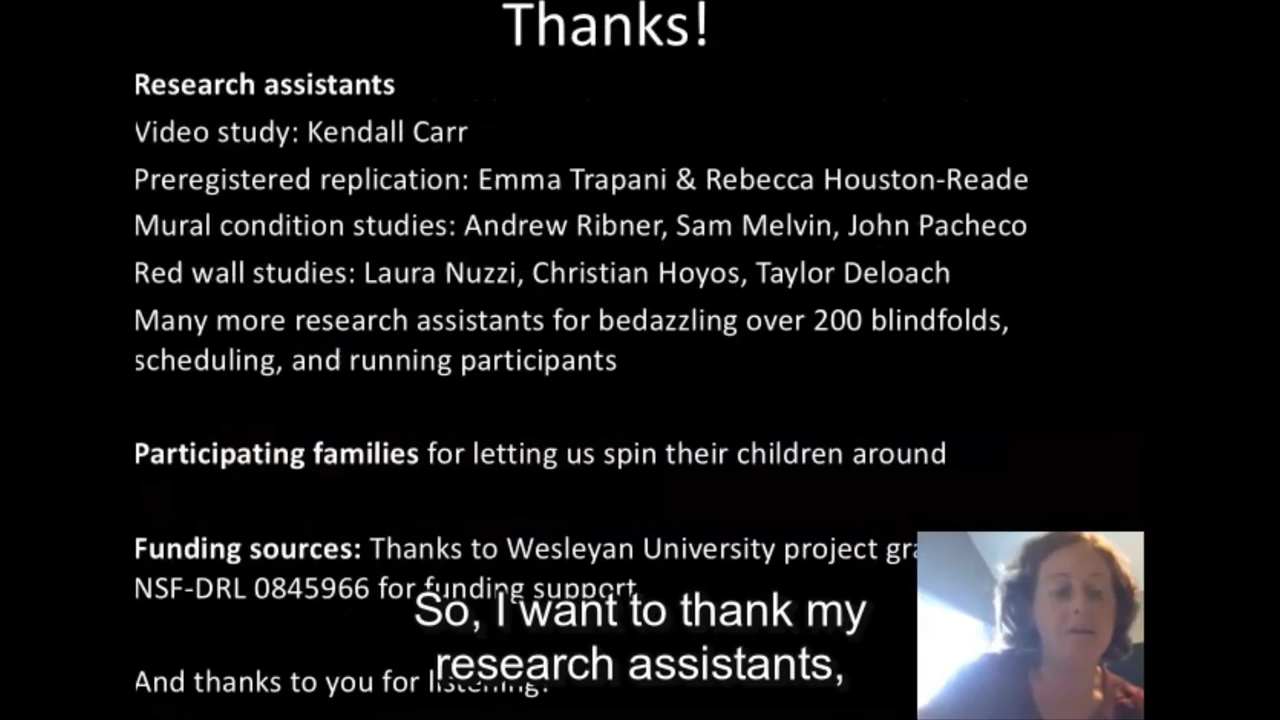 Thanks!
Research assistants
Video study: Kendall Carr
Preregistered replication: Emma Trapani & Rebecca Houston-Reade
Mural condition studies: Andrew Ribner, Sam Melvin, John Pacheco
Red wall studies: Laura Nuzzi, Christian Hoyos, Taylor Deloach
Many more research assistants for bedazzling over 200 blindfolds,
scheduling, and running participants
Participating families for letting us spin their children around
Funding sources: Thanks to Wesleyan University project
NSF-DRL 0845966 for funding support
So, I want to thank my
research assistants,
And thanks to you for listening!